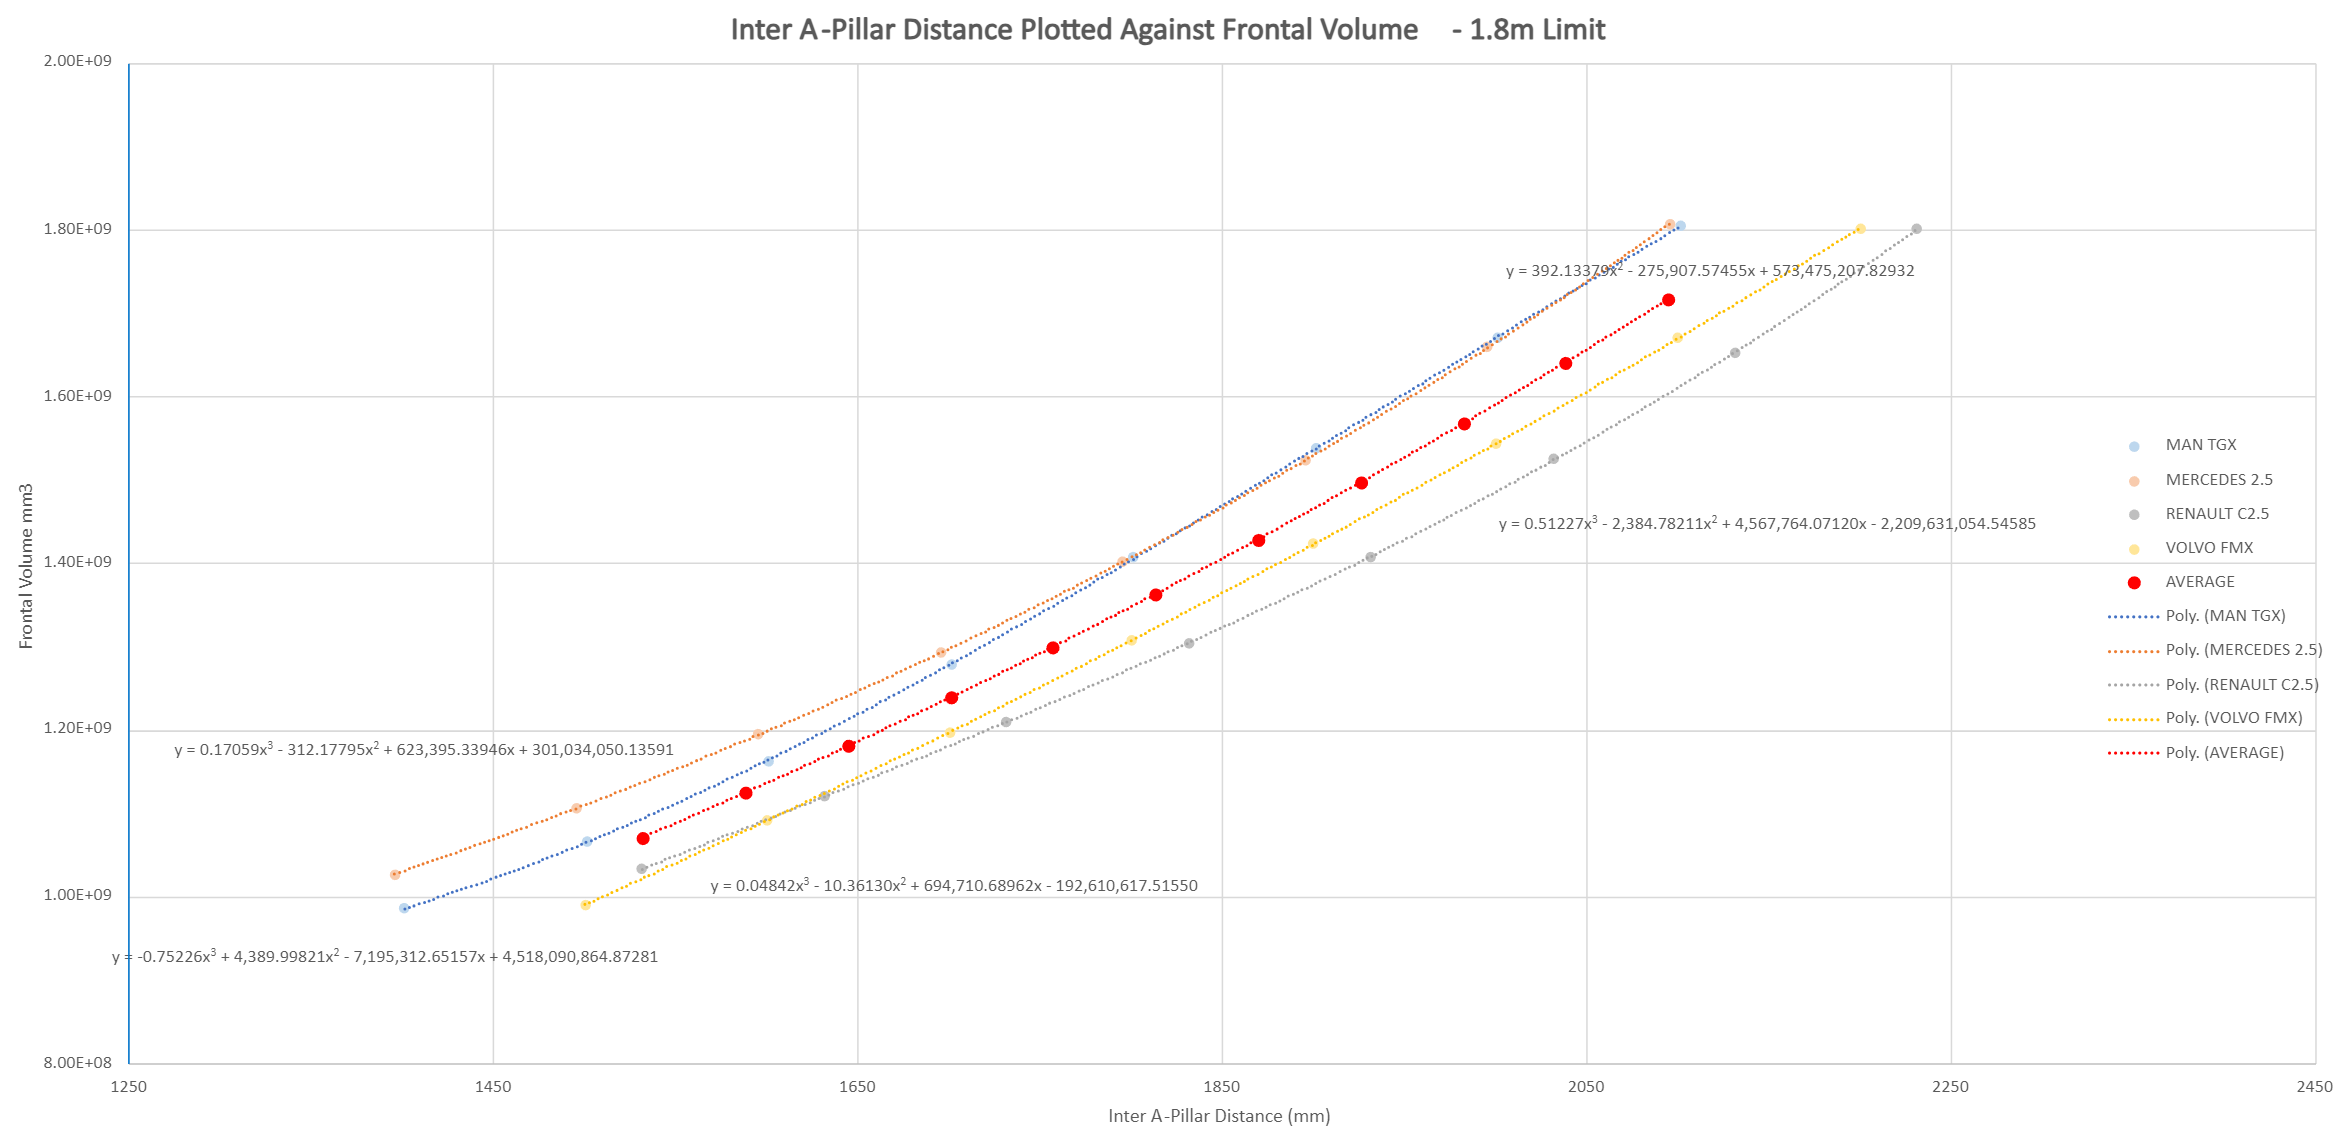 Inter A-Pillar Distance Plotted Against Frontal Volume - 1.8m Limit
2.00E+09
1.80E+09
1.60E+09
1.40E+09
1.20E+09
1.00E+09
8.00E+08
Frontal Volume mm3
y = 392.13379x² - 275,907.57455x + 573,475,207.82932
y = 0.51227x³ - 2,384.78211x² + 4,567,764.07120x - 2,209,631,054.54585
y = 0.17059x³ - 312.17795x² + 623,395.33946x + 301,034,050.13591
y = 0.04842x³ - 10.36130x² + 694,710.68962x - 192,610,617.51550
y = -0.75226x³ + 4,389.99821x² - 7,195,312.65157x + 4,518,090,864.87281
MAN TGX
MERCEDES 2.5
RENAULT C2.5
VOLVO FMX
AVERAGE
Poly. (MAN TGX)
Poly. (MERCEDES 2.5)
Poly. (RENAULT C2.5)
Poly. (VOLVO FMX)
Poly. (AVERAGE)
1250 1450 1650 1850 2050 2250 2450
Inter A-Pillar Distance (mm)